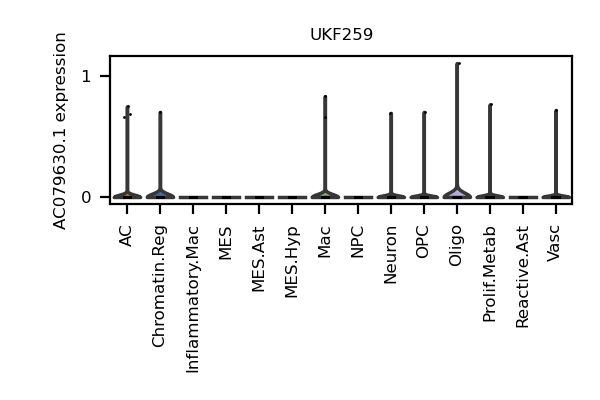 UKF259
AC079630.1 expression
1
0
AC
Chromatin.Reg
Inflammatory.Mac
MES
MES.Ast
MES.Hyp
Mac
NPC
Neuron
OPC
Oligo
Prolif.Metab
Reactive.Ast
Vasc